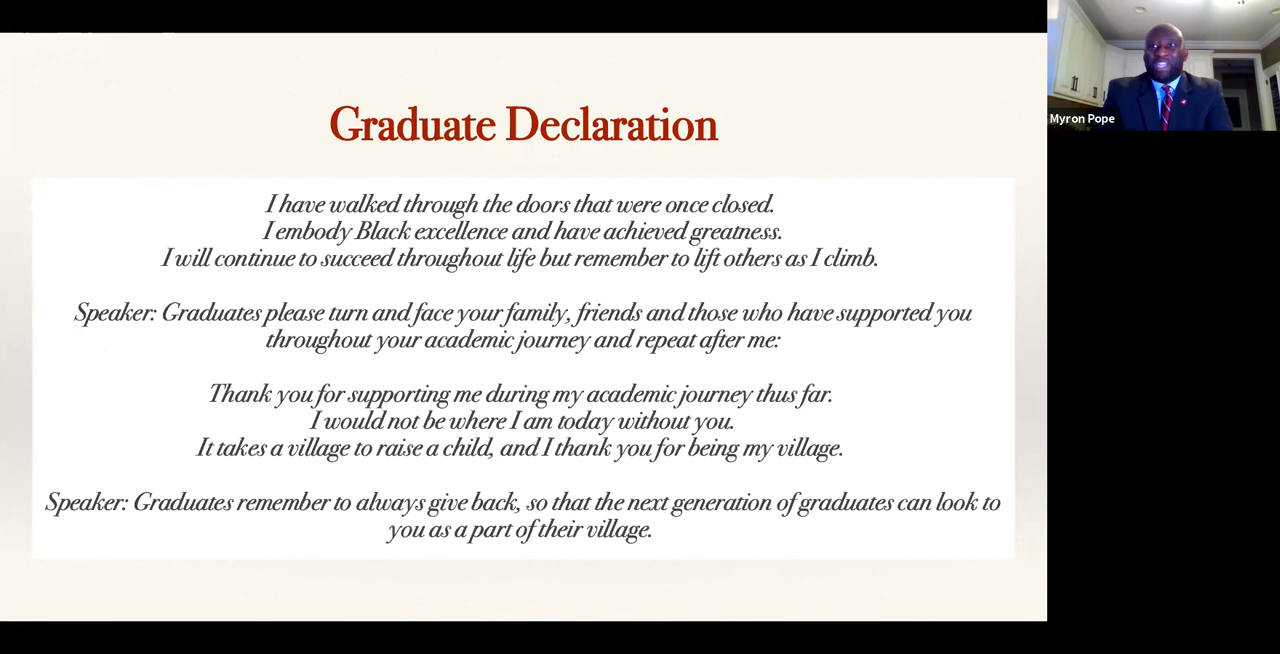 Graduate Declaration
I have walked through the doors that were once closed.
I embody Black excellence and have achieved greatness.
I will continue to succeed throughout life but remember to lift others as I climb.
Speaker: Graduates please turn and face your family, friends and those who have supported you
throughout your academic journey and repeat after me:
Thank you for supporting me during my academic journey thus far.
I would not be where I am today without you.
It takes a village to raise a child, and I thank you for being my village.
Speaker: Graduates remember to always give back, so that the next generation of graduates can look to
you as a part of their village.
Myron Pope